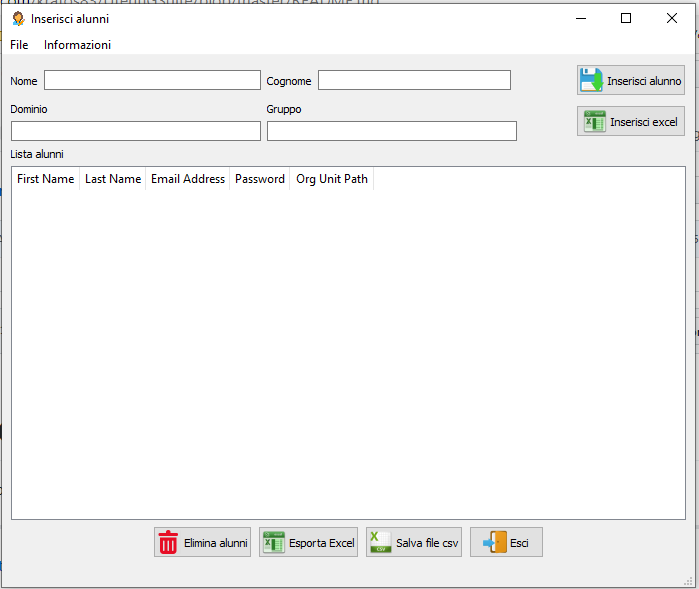 Inserisci alunni
File Informazioni
Nome Cognome Inserisci alunno
Dominio Gruppo
Inserisci excel
Lista alunni
First Name Last Name Email Address Password Org Unit Path
Elimina alunni Esporta Excel Salva file csv Esci